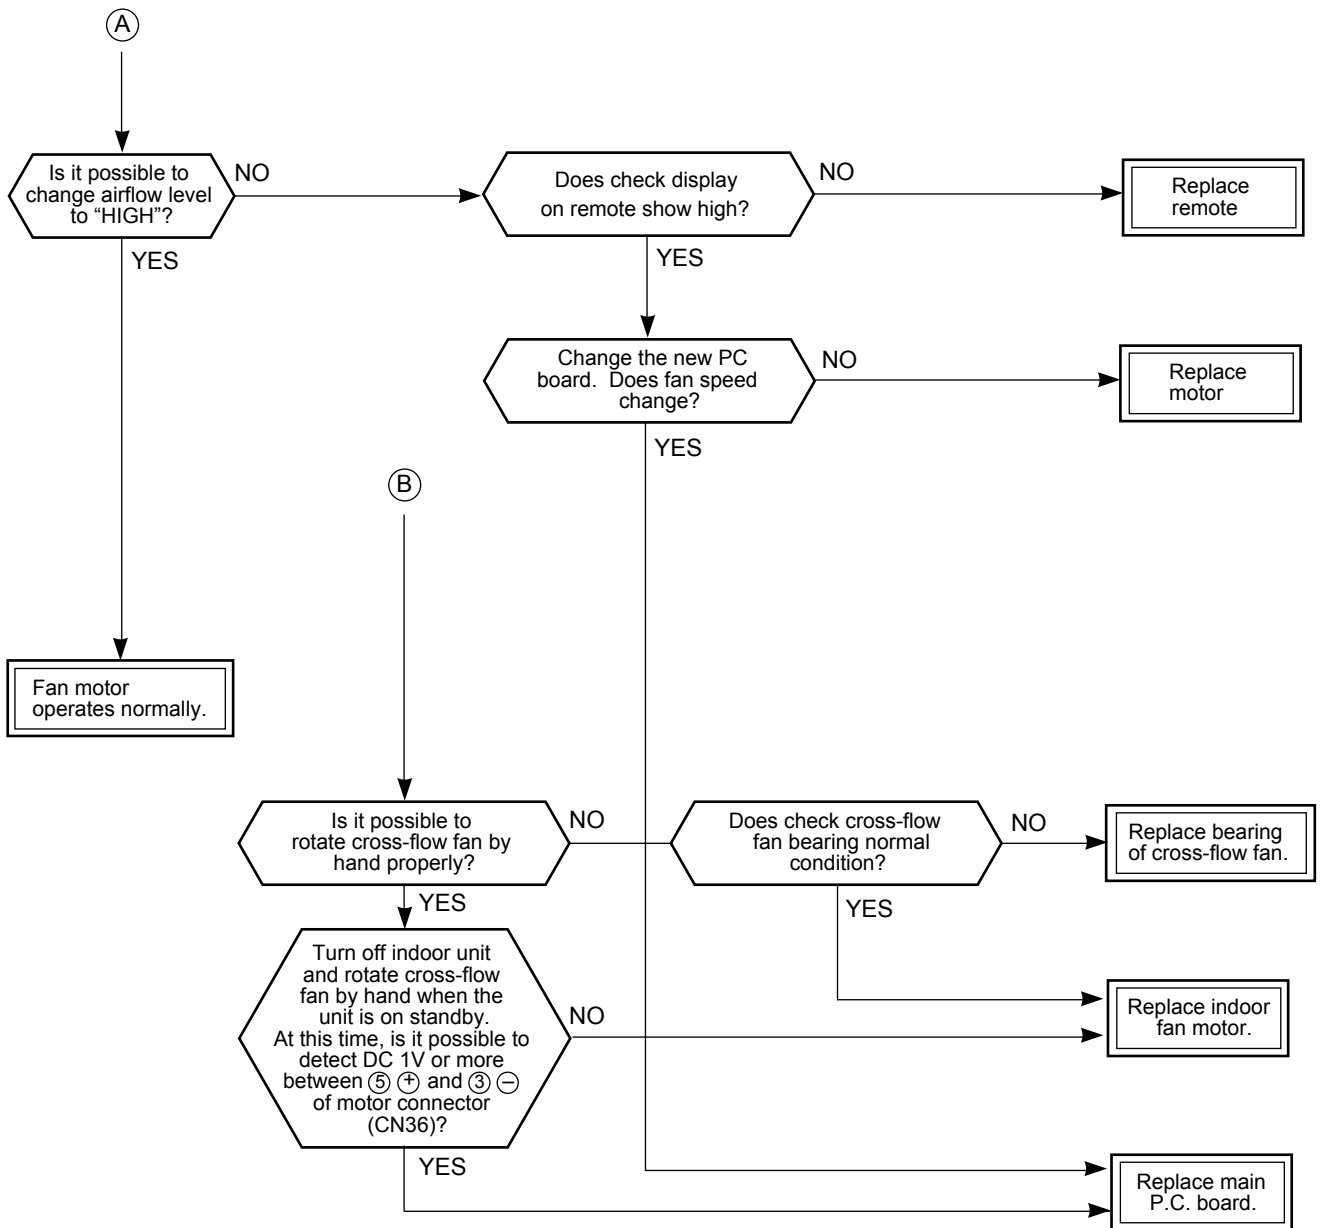 A
Is it possible to
change airflow level
to “HIGH”?
NO
YES
Does check display
on remote show high?
NO
YES
Replace
remote
Change the new PC
board. Does fan speed
change?
NO
YES
Replace
motor
B
Fan motor
operates normally.
Is it possible to
rotate cross-flow fan by
hand properly?
NO
YES
Does check cross-flow
fan bearing normal
condition?
NO
YES
Replace bearing
of cross-flow fan.
Turn off indoor unit
and rotate cross-flow
fan by hand when the
unit is on standby.
At this time, is it possible to
detect DC 1V or more
between ⑤ ⊕ and ③ ⊖
of motor connector
(CN36)?
NO
YES
Replace indoor
fan motor.
Replace main
P.C. board.